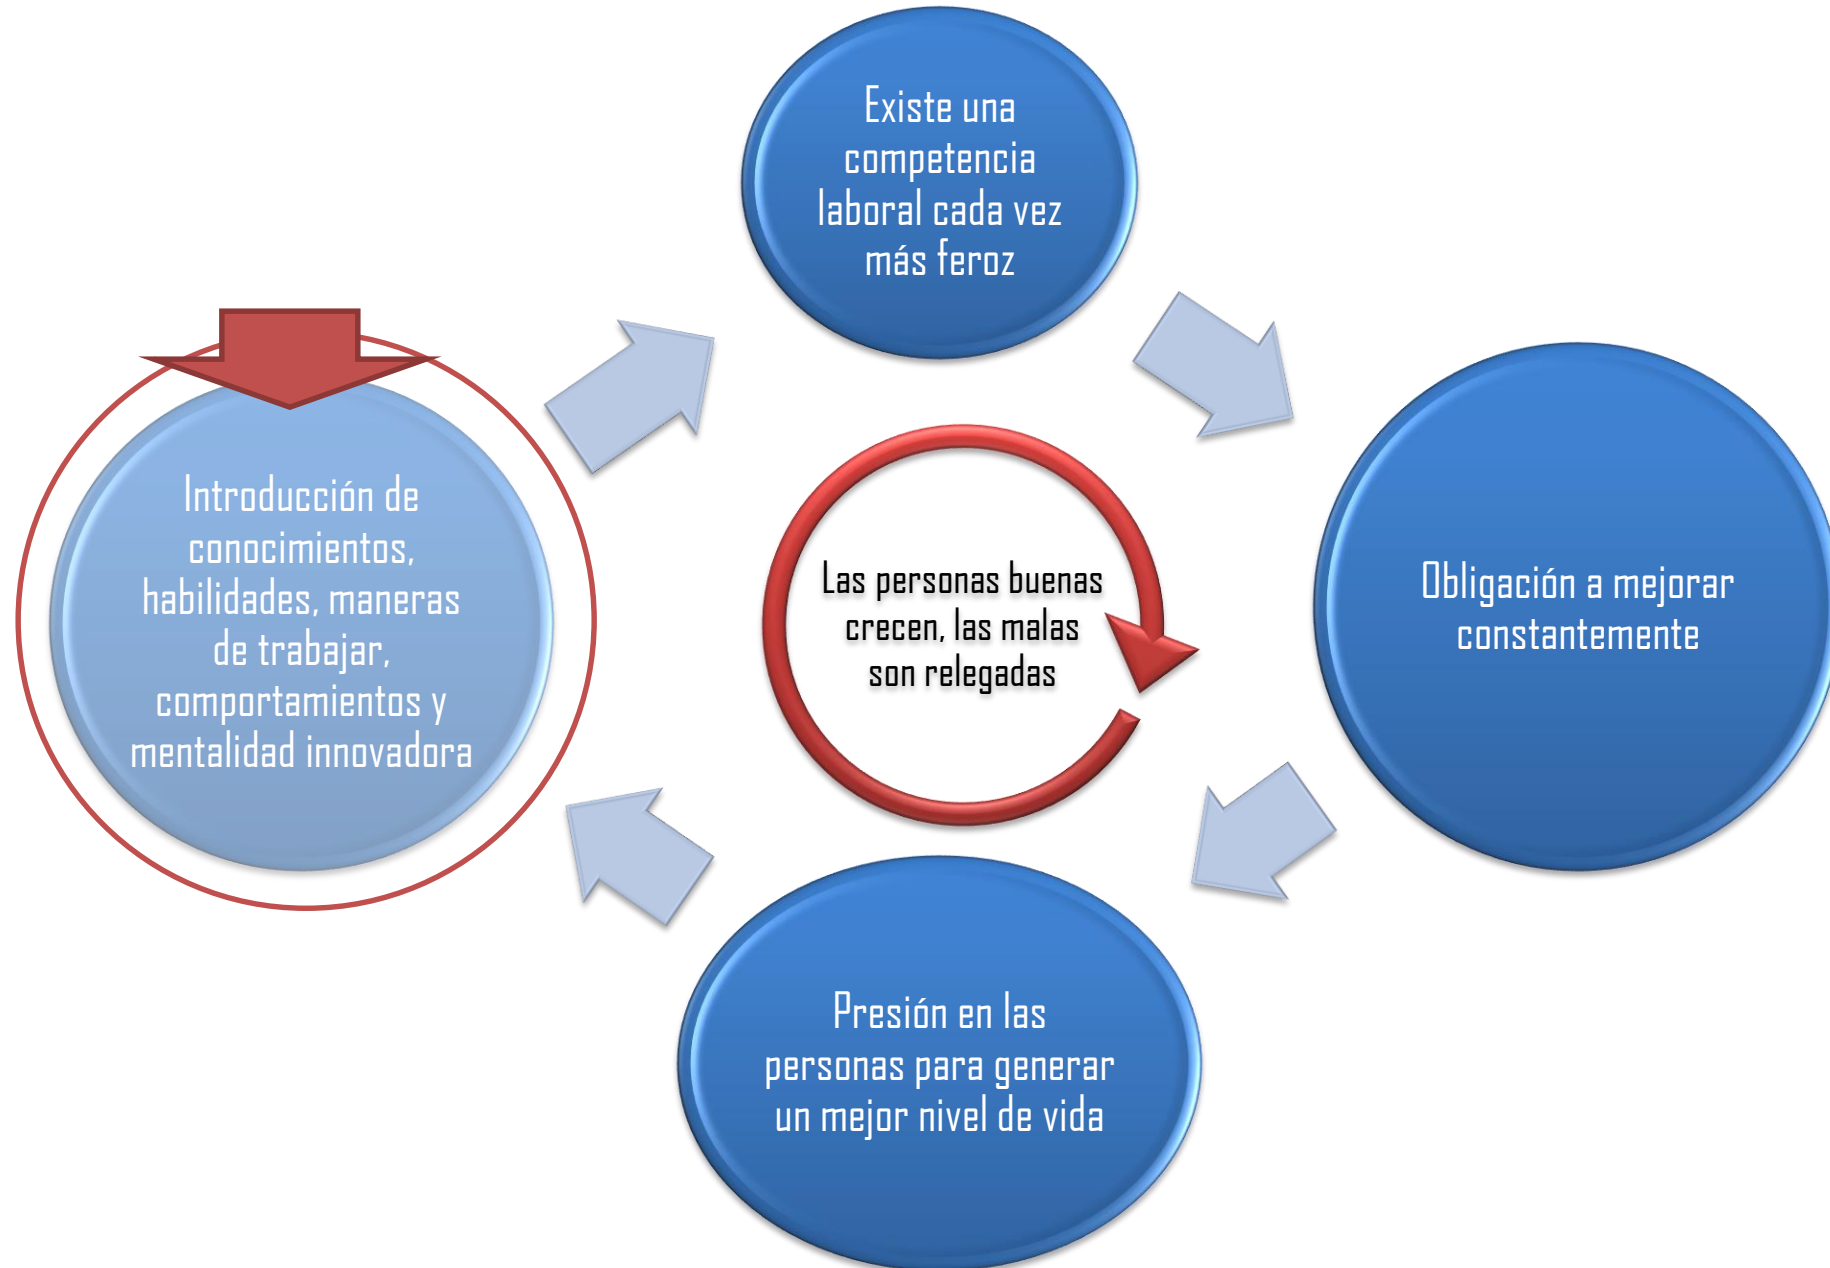 Existe una
competencia
laboral cada vez
más feroz
Introducción de
conocimientos,
habilidades, maneras
de trabajar,
comportamientos y
mentalidad innovadora
Las personas buenas
crecen, las malas
son relegadas
Obligación a mejorar
constantemente
Presión en las
personas para generar
un mejor nivel de vida